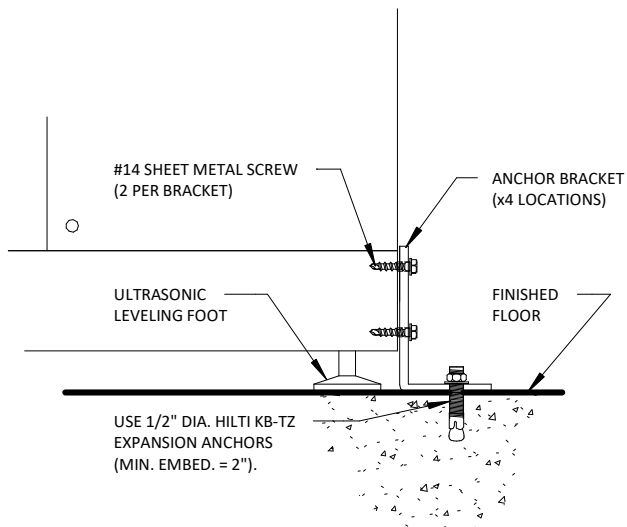 #14 SHEET METAL SCREW
(2 PER BRACKET)
ANCHOR BRACKET
(x4 LOCATIONS)
ULTRASONIC
LEVELING FOOT
FINISHED
FLOOR
USE 1/2" DIA. HILTI KB-TZ
EXPANSION ANCHORS
(MIN. EMBED. = 2").